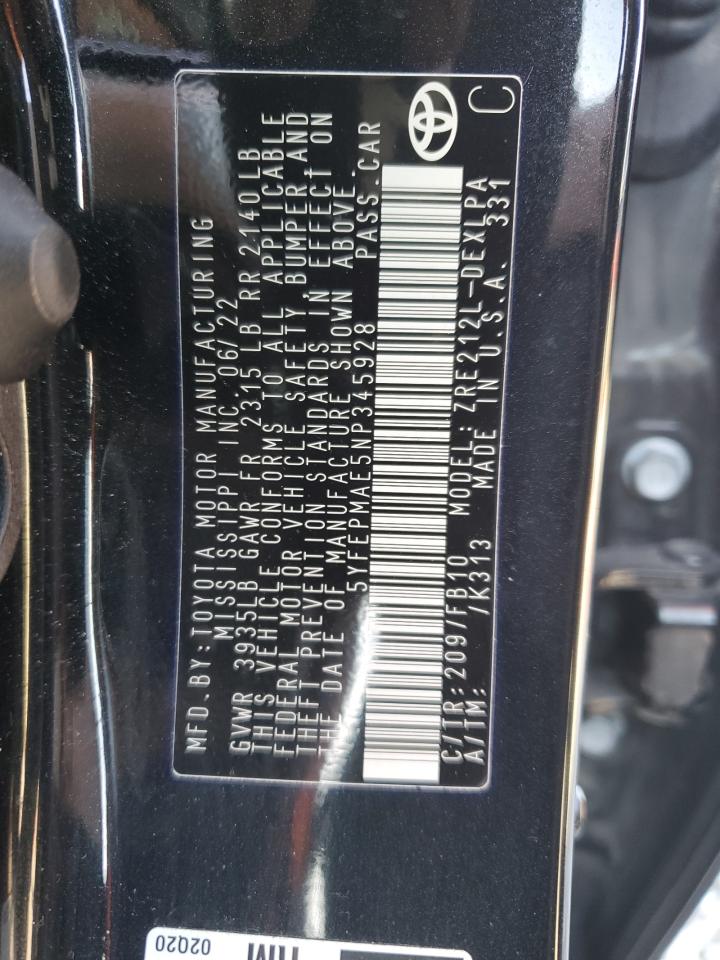 MFD.BY:TOYOTA MOTOR MANUFACTURING
MISSISSIPPI INC. 06/22
GVWR 3935LB GAWR FR 2315 LB RR 2140LB
THIS VEHICLE CONFORMS TO ALL APPLICABLE
FEDERAL MOTOR VEHICLE SAFETY, BUMPER,AND
THEFT PREVENTION STANDARDS IN EFFECT ON
THE DATE OF MANUFACTURE SHOWN ABOVE.
5YFEPMAE5NP345928 PASS.CAR
C/TR:209/FB10 MODEL:ZRE212L-DEXLPA
A/TM: /K313 MADE IN U.S.A. 331
C
02Q20